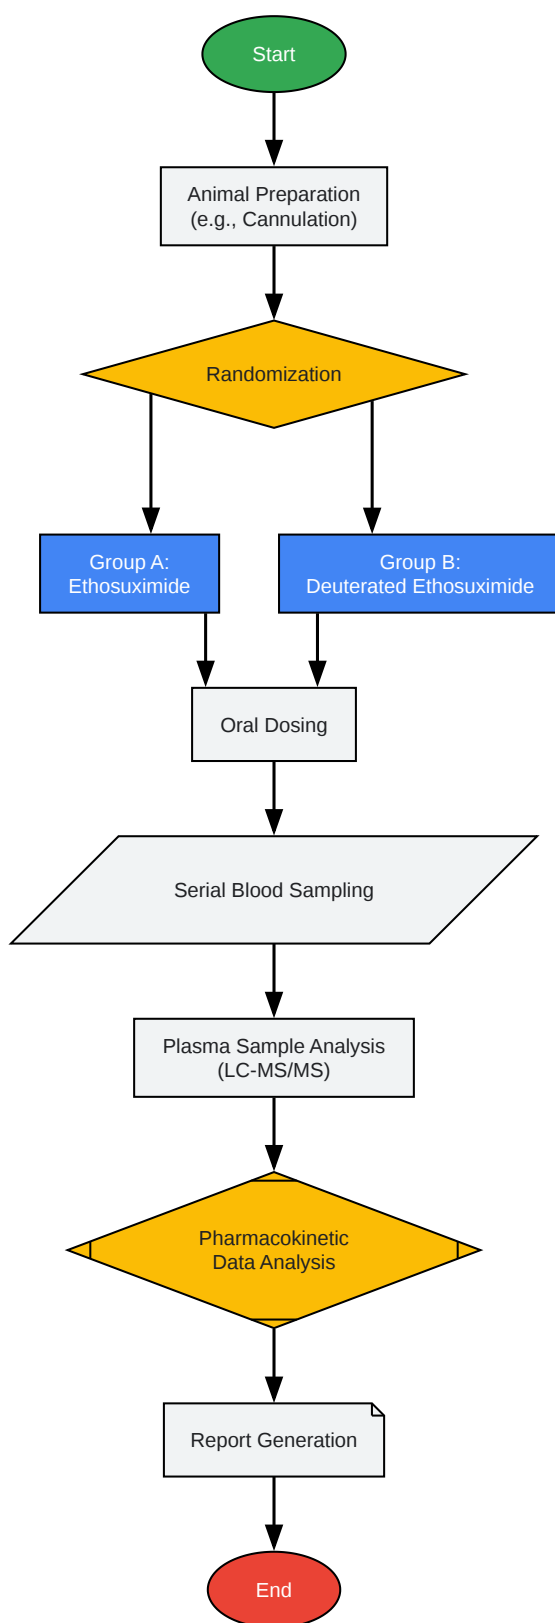 Start
Animal Preparation
(e.g., Cannulation)
Randomization
Group A:
Ethosuximide
Group B:
Deuterated Ethosuximide
Oral Dosing
Serial Blood Sampling
Plasma Sample Analysis
(LC-MS/MS)
Pharmacokinetic
Data Analysis
Report Generation
End